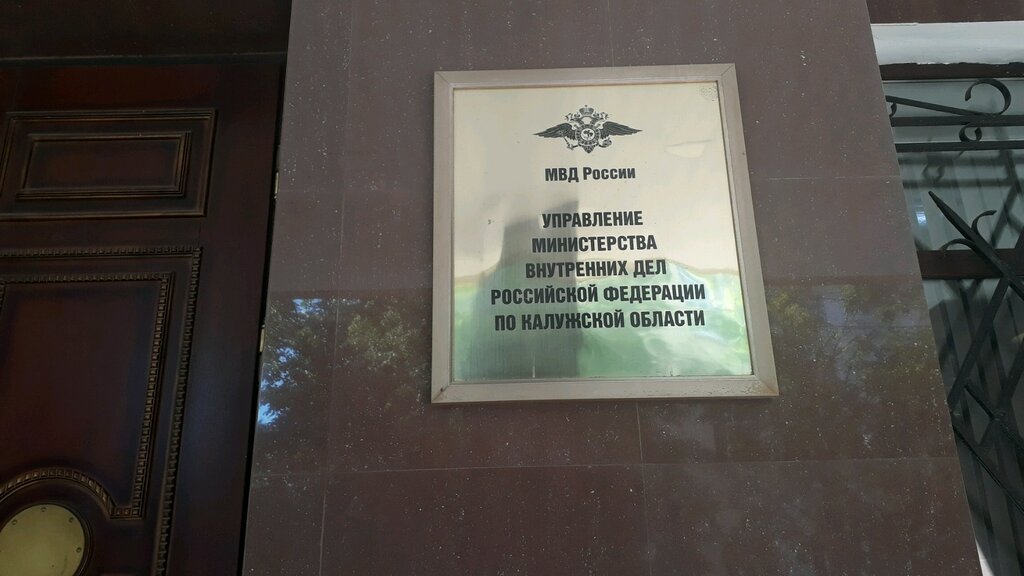 МВД России
УПРАВЛЕНИЕ
МИНИСТЕРСТВА
ВНУТРЕННИХ ДЕЛ
РОССИЙСКОЙ ФЕДЕРАЦИИ
ПО КАЛУЖСКОЙ ОБЛАСТИ